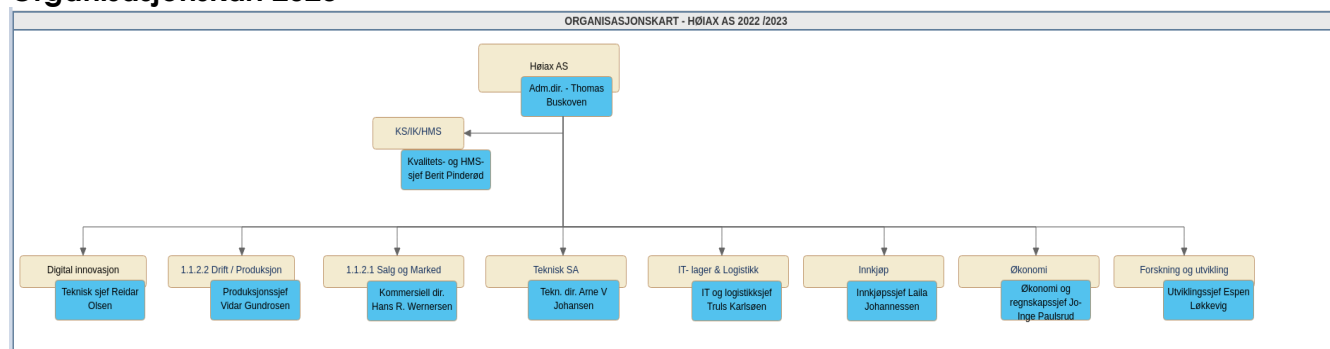 ORGANISASJONSKART - HØIAX AS 2022 /2023
Høiax AS
Adm.dir. - Thomas
Buskoven
KS/IK/HMS
Kvalitets- og HMS-
sjef Berit Pinderød
Digital innovasjon
Teknisk sjef Reidar
Olsen
1.1.2.2 Drift / Produksjon
Produksjonssjef
Vidar Gundrosen
1.1.2.1 Salg og Marked
Kommersiell dir.
Hans R. Wernersen
Teknisk SA
Tekn. dir. Arne V
Johansen
IT- lager & Logistikk
IT og logistikksjef
Truls Karlsøen
Innkjøp
Innkjøpssjef Laila
Johannessen
Økonomi
Økonomi og
regnskapssjef Jo-
Inge Paulsrud
Forskning og utvikling
Utviklingssjef Espen
Løkkevig